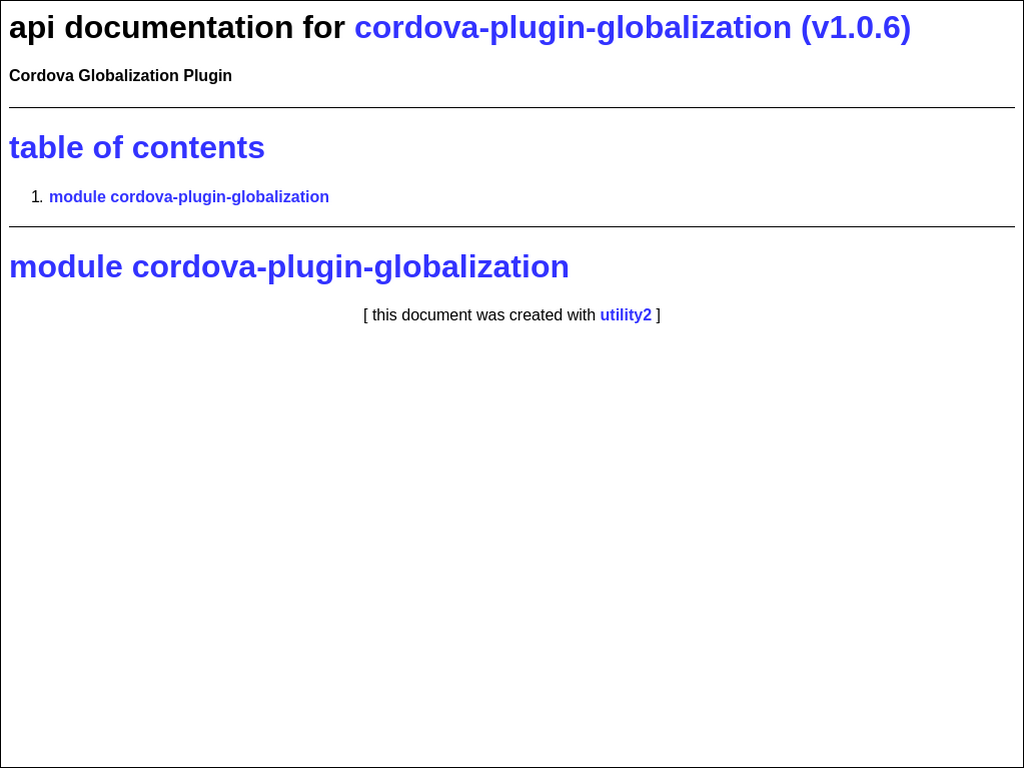 api documentation for cordova-plugin-globalization (v1.0.6)
Cordova Globalization Plugin
table of contents
1. module cordova-plugin-globalization
module cordova-plugin-globalization
[ this document was created with utility2 ]